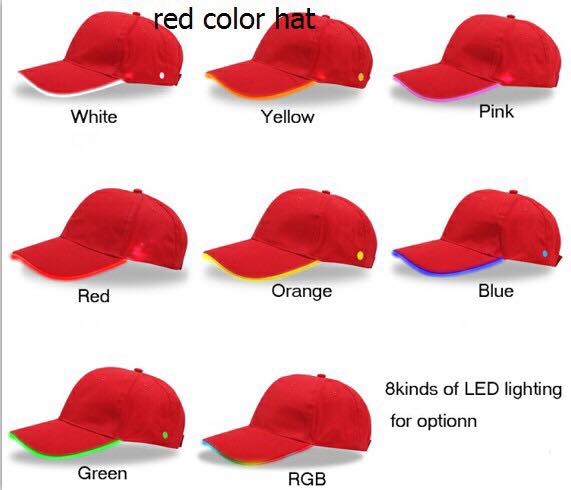 red color hat
White
Yellow
Pink
Red
Orange
Blue
8kinds of LED lighting
for optionn
Green
RGB